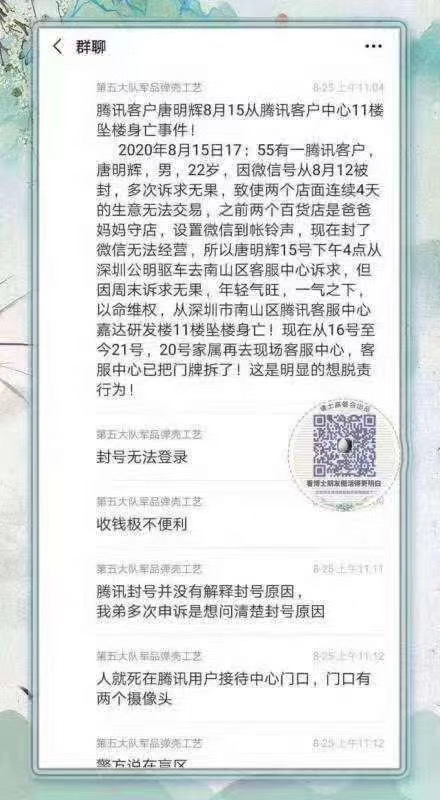 群聊
第五大队军品弹壳工艺 8-25 上午11:04
腾讯客户唐明辉8月15从腾讯客户中心11楼
坠楼身亡事件！
2020年8月15日17；55有一腾讯客户，
唐明辉，男，22岁，因微信号从8月12被
封，多次诉求无果，致使两个店面连续4天
的生意无法交易，之前两个百货店是爸爸
妈妈守店，设置微信到帐铃声，现在封了
微信无法经营，所以唐明辉15号下午4点从
深圳公明驱车去南山区客服中心诉求，但
因周末诉求无果，年轻气旺，一气之下，
以命维权，从深圳市南山区腾讯客服中心
嘉达研发楼11楼坠楼身亡！现在从16号至
今21号，20号家属再去现场客服中心，客
服中心已把门牌拆了！这是明显的想脱责
行为！
第五大队军品弹壳工艺
封号无法登录
看博士朋友圈活得更明白
第五大队军品弹壳工艺
收钱极不便利
第五大队军品弹壳工艺 8-25 上午11:11
腾讯封号并没有解释封号原因，
我弟多次申诉是想问清楚封号原因
第五大队军品弹壳工艺 8-25 上午11:12
人就死在腾讯用户接待中心门口，门口有
两个摄像头
第五大队军品弹壳工艺 8-25 上午11:12
警方说在盲区